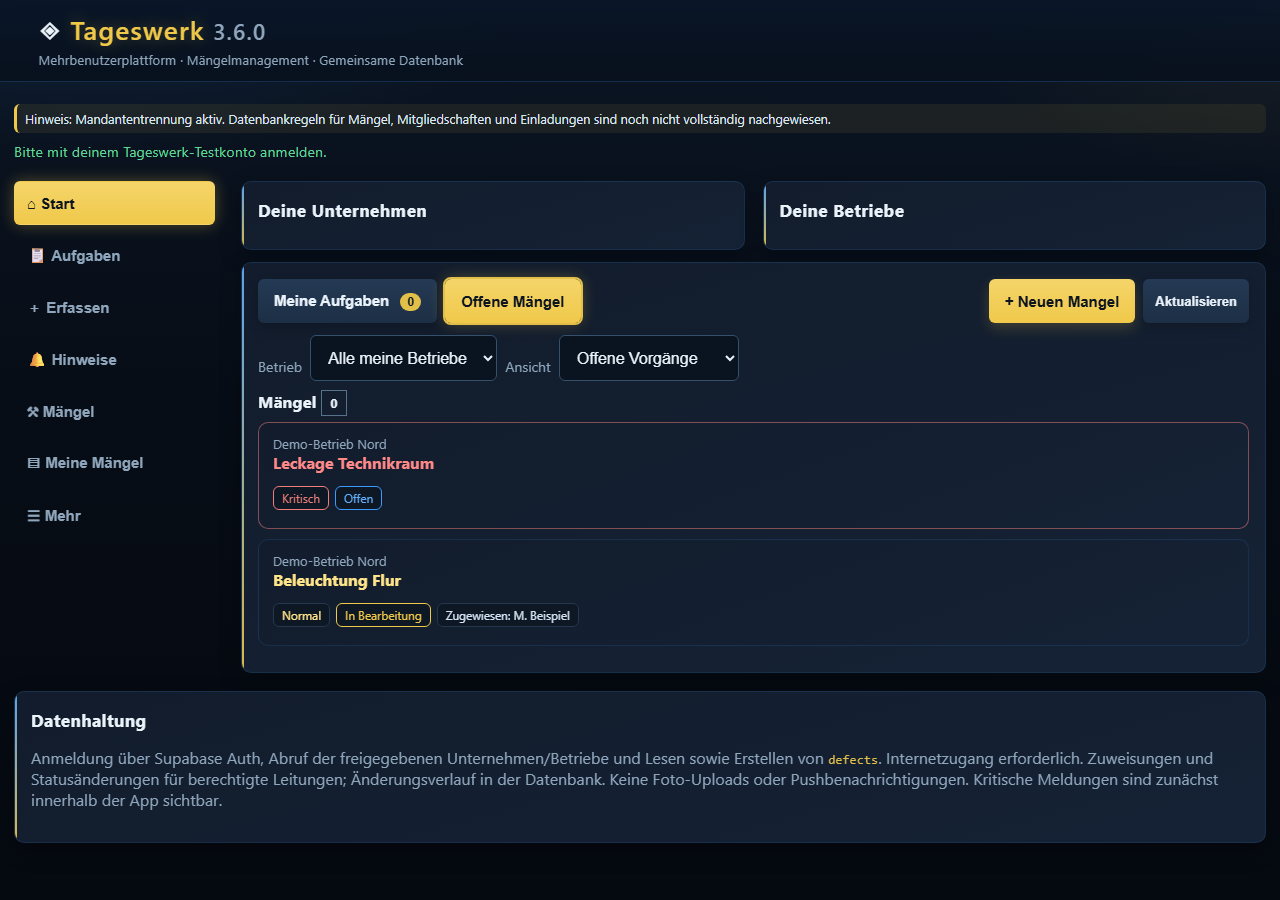 Tageswerk 3.6.0
Mehrbenutzerplattform · Mängelmanagement · Gemeinsame Datenbank
Hinweis: Mandantentrennung aktiv. Datenbankregeln für Mängel, Mitgliedschaften und Einladungen sind noch nicht vollständig nachgewiesen.
Bitte mit deinem Tageswerk-Testkonto anmelden.
⌂ Start
📋 Aufgaben
+ Erfassen
🔔 Hinweise
⚒ Mängel
▤ Meine Mängel
☰ Mehr
Deine Unternehmen
Deine Betriebe
Meine Aufgaben 0
Offene Mängel
+ Neuen Mangel
Aktualisieren
Betrieb Alle meine Betriebe
Ansicht Offene Vorgänge
Mängel 0
Demo-Betrieb Nord
Leckage Technikraum
Kritisch Offen
Demo-Betrieb Nord
Beleuchtung Flur
Normal In Bearbeitung Zugewiesen: M. Beispiel
Datenhaltung
Anmeldung über Supabase Auth, Abruf der freigegebenen Unternehmen/Betriebe und Lesen sowie Erstellen von defects. Internetzugang erforderlich. Zuweisungen und
Statusänderungen für berechtigte Leitungen; Änderungsverlauf in der Datenbank. Keine Foto-Uploads oder Pushbenachrichtigungen. Kritische Meldungen sind zunächst
innerhalb der App sichtbar.